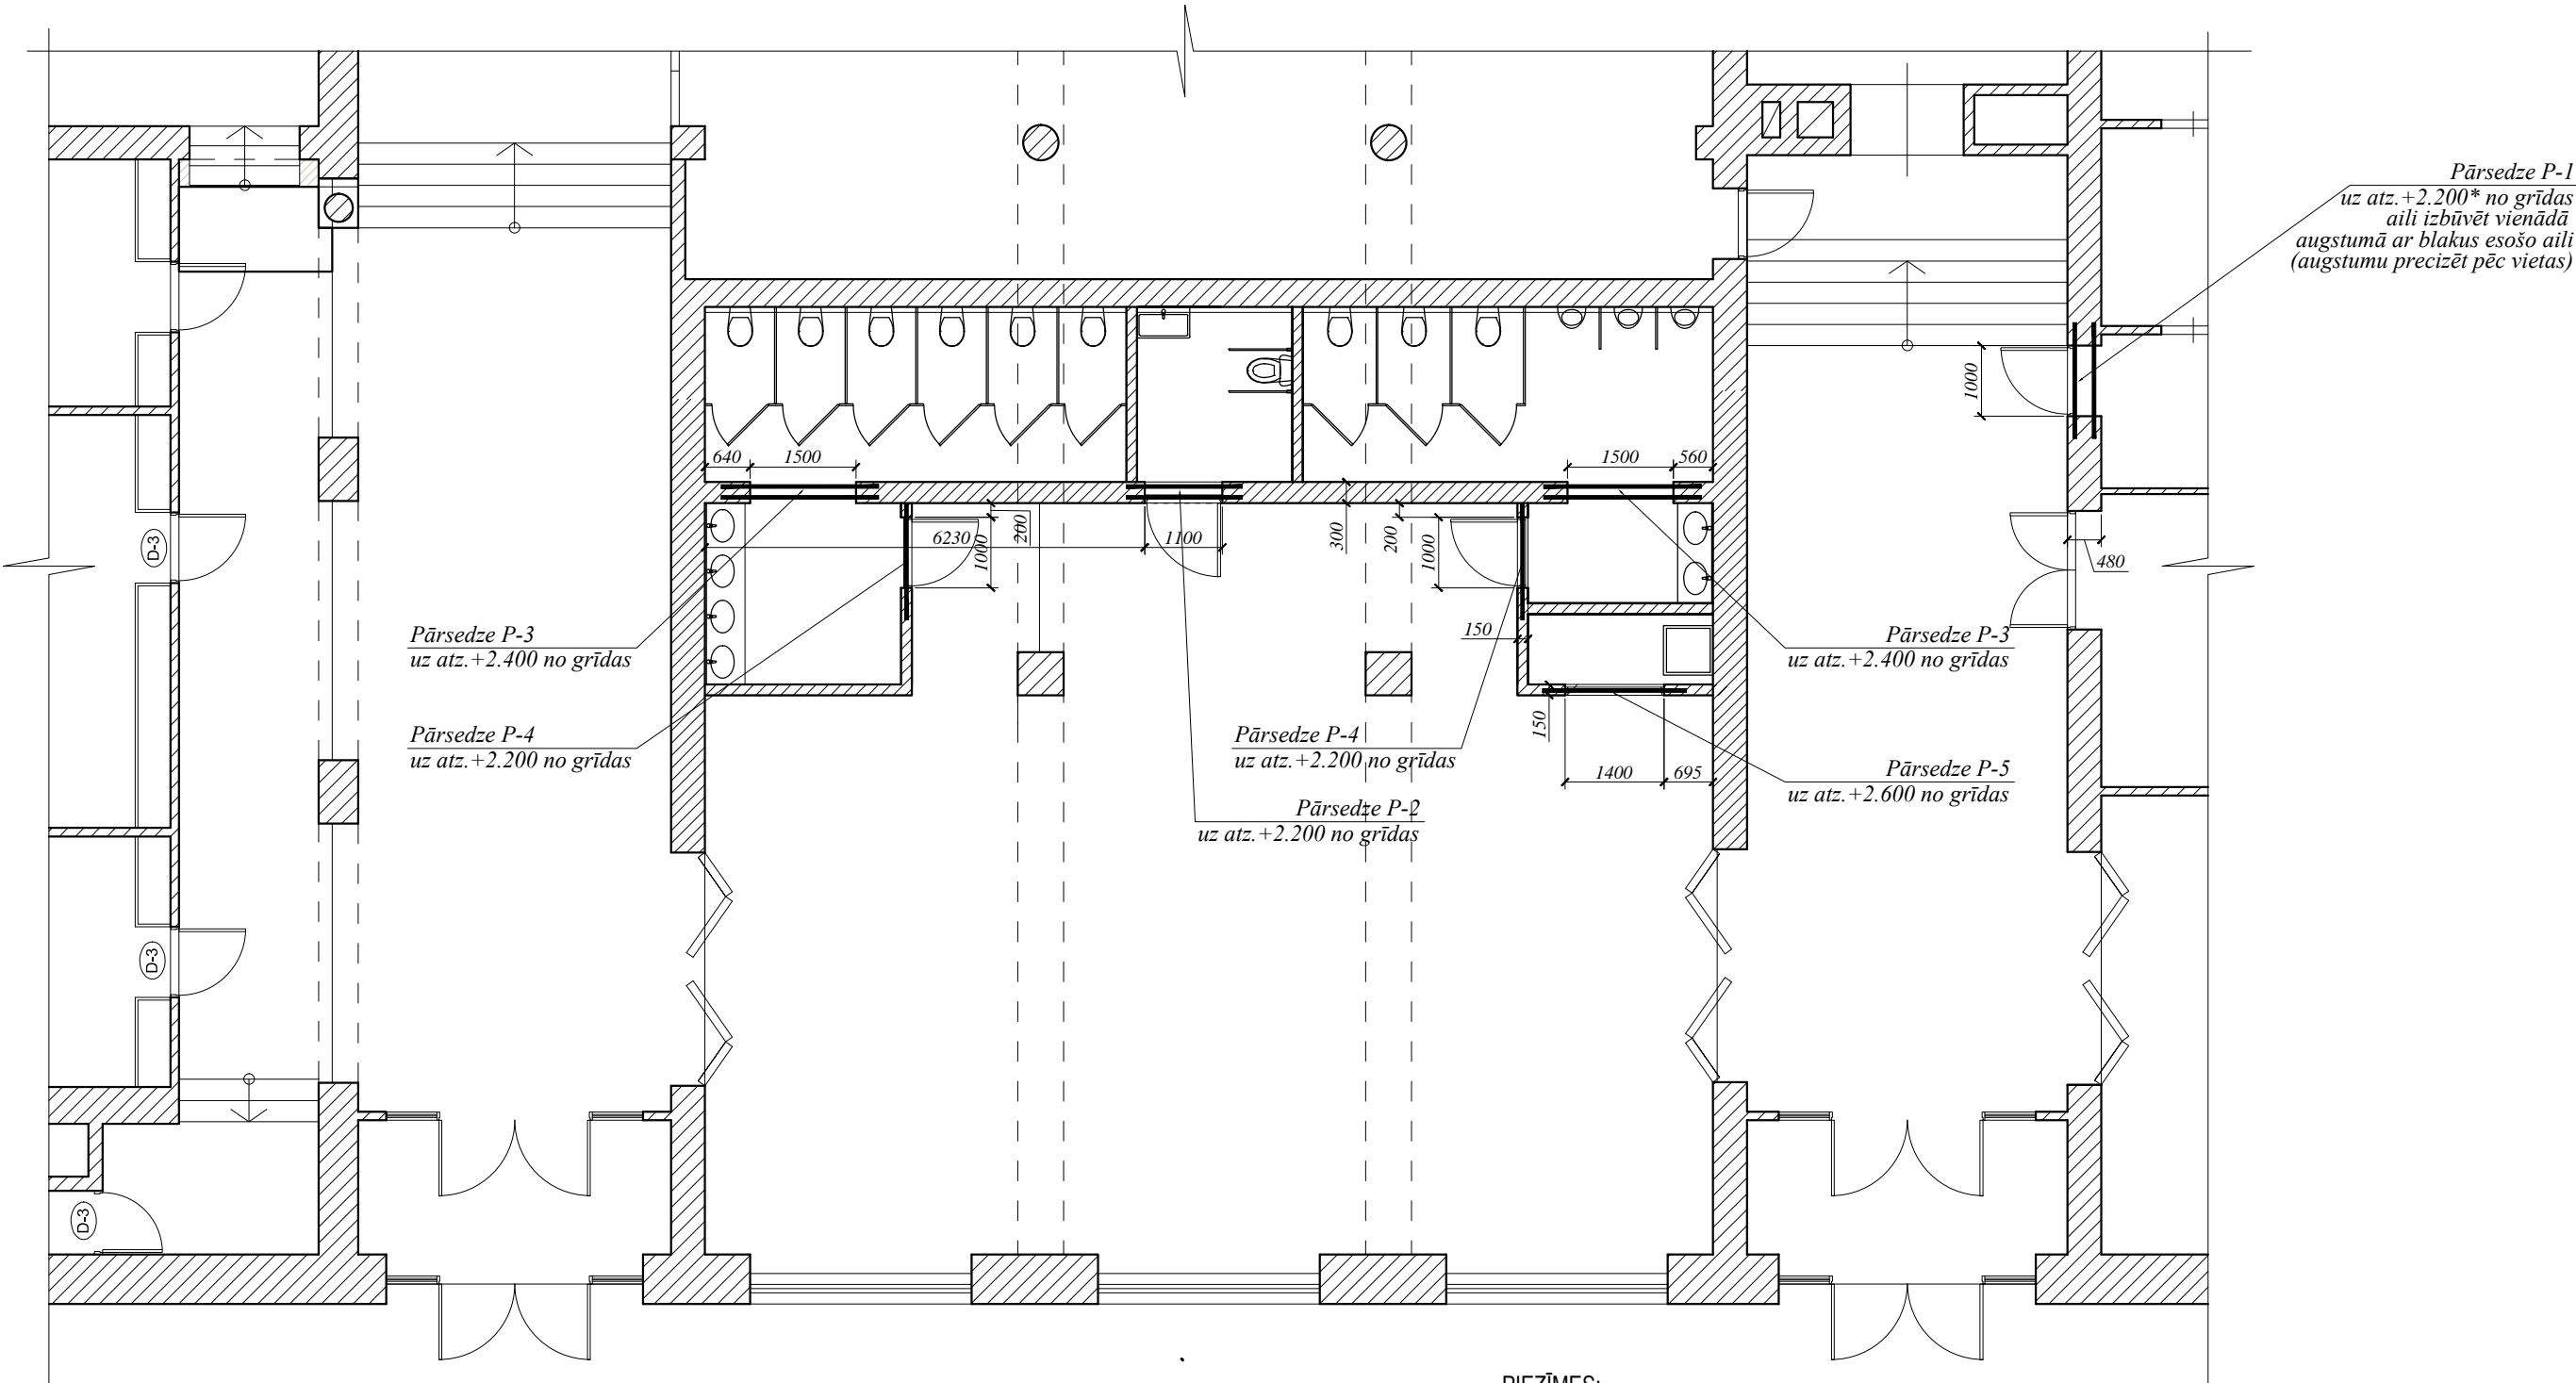 Pārsedze P-1
uz atz.+2.200* no grīdas
aili izbūvēt vienādā
augstumā ar blakus esošo aili
(augstumu precizēt pēc vietas)
1000
640
1500
1500
560
D-3
6230
1000
200
1100
300
200
1000
480
Pārsedze P-3
uz atz.+2.400 no grīdas
150
Pārsedze P-3
uz atz.+2.400 no grīdas
Pārsedze P-4
uz atz.+2.200 no grīdas
Pārsedze P-4
uz atz.+2.200 no grīdas
150
1400
695
Pārsedze P-5
uz atz.+2.600 no grīdas
Pārsedze P-2
uz atz.+2.200 no grīdas
D-3
D-3
PIEZĪMES: